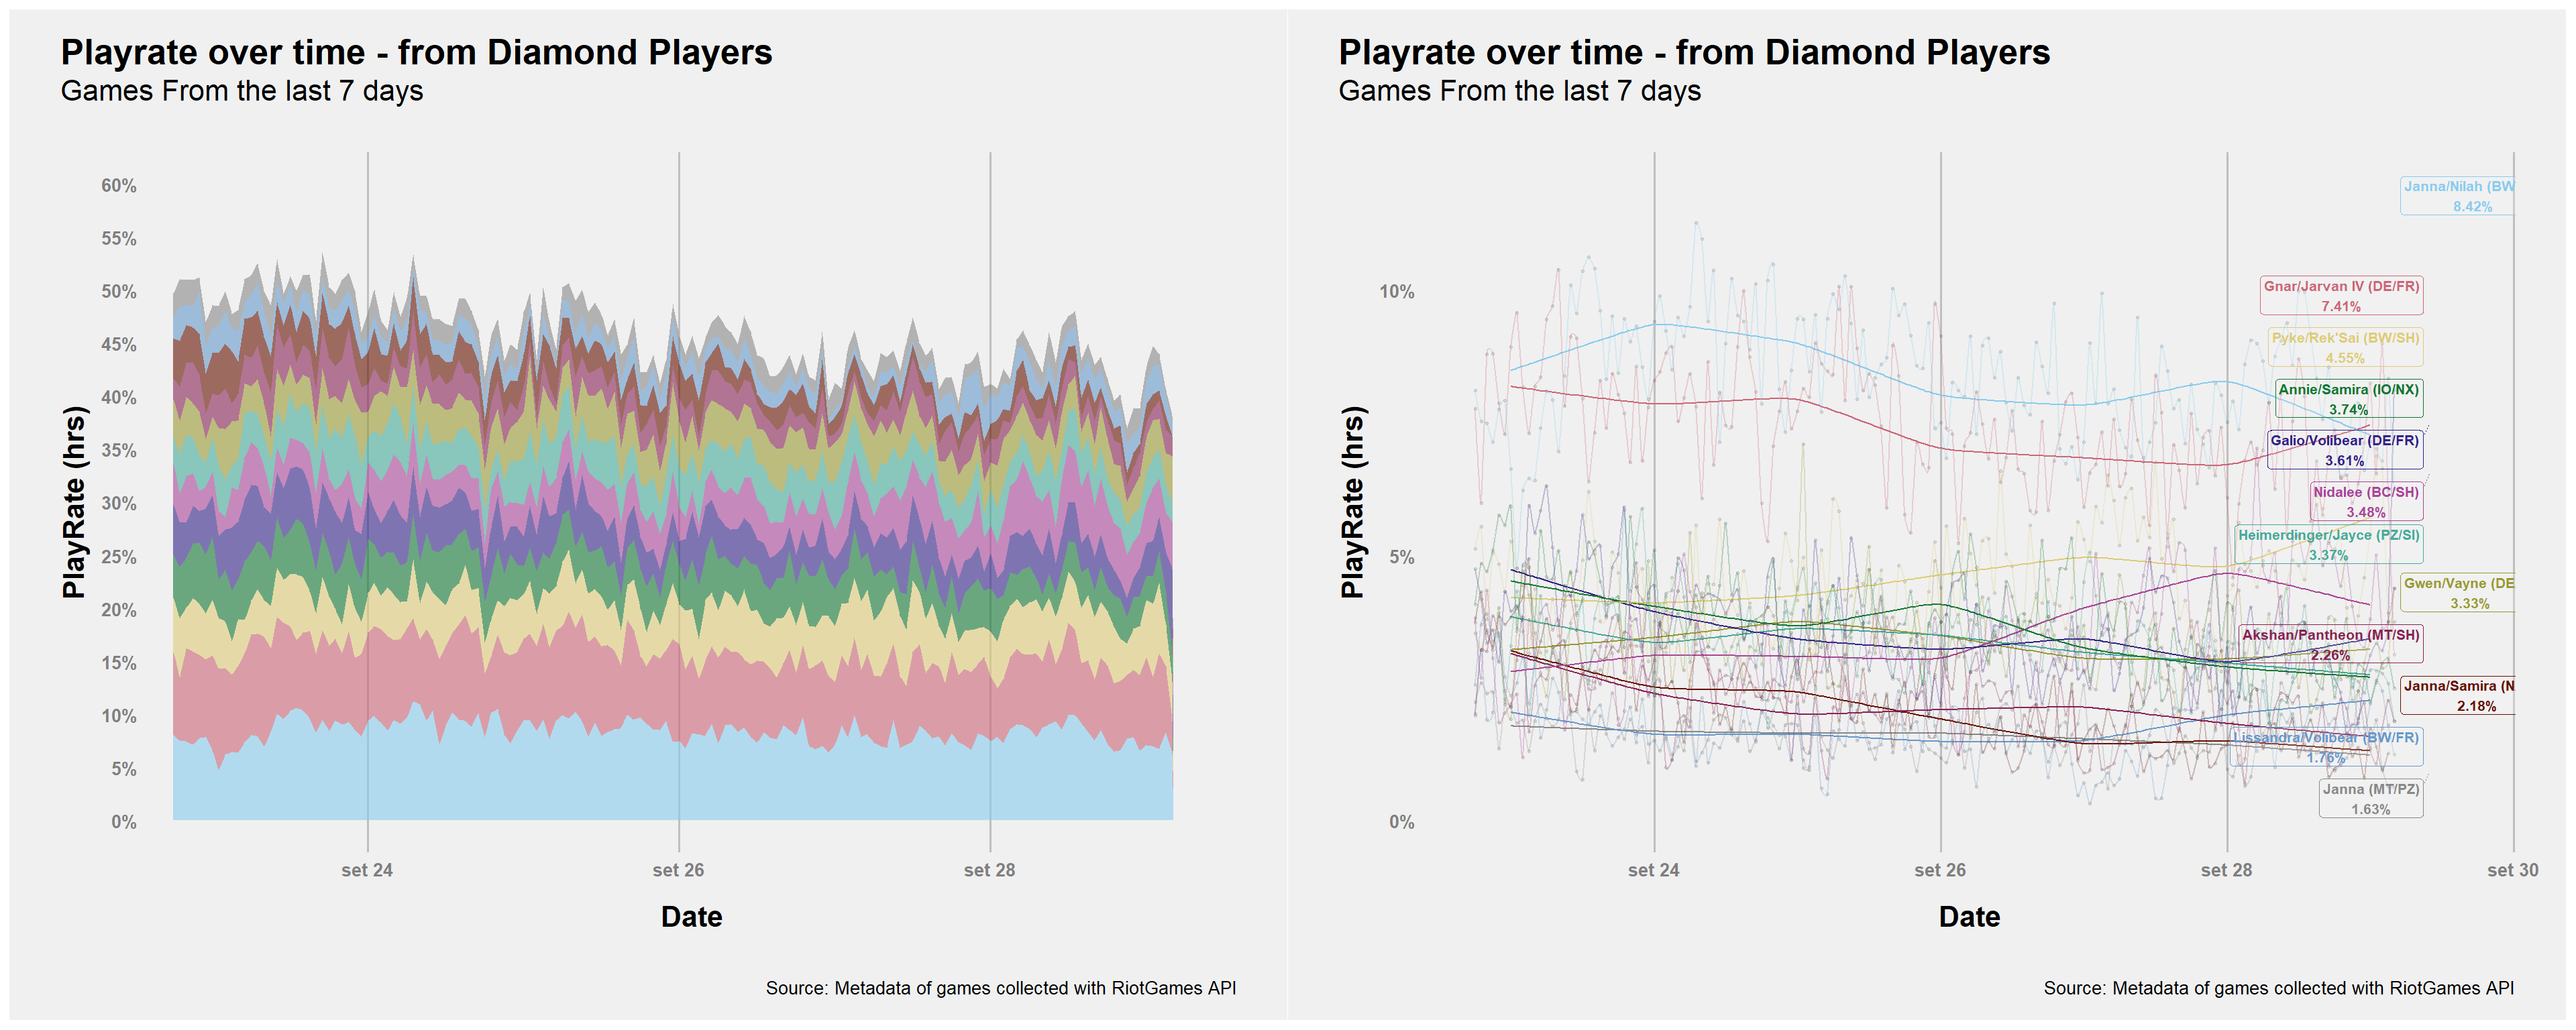 Playrate over time - from Diamond Players
Games From the last 7 days
60%
55%
50%
45%
40%
35%
30%
25%
20%
15%
10%
5%
0%
PlayRate (hrs)
set 24
set 26
set 28
Date
Source: Metadata of games collected with RiotGames API
Playrate over time - from Diamond Players
Games From the last 7 days
10%
5%
0%
PlayRate (hrs)
Janna/Nilah (BW
8.42%
Gnar/Jarvan IV (DE/FR)
7.41%
Pyke/Rek'Sai (BW/SH)
4.55%
Annie/Samira (IO/NX)
3.74%
Galio/Volibear (DE/FR)
3.61%
Nidalee (BC/SH)
3.48%
Heimerdinger/Jayce (PZ/SI)
3.37%
Gwen/Vayne (DE
3.33%
Akshan/Pantheon (MT/SH)
2.26%
Janna/Samira (N
2.18%
Lissandra/Volibear (BW/FR)
1.76%
Janna (MT/PZ)
1.63%
set 24
set 26
set 28
set 30
Date
Source: Metadata of games collected with RiotGames API